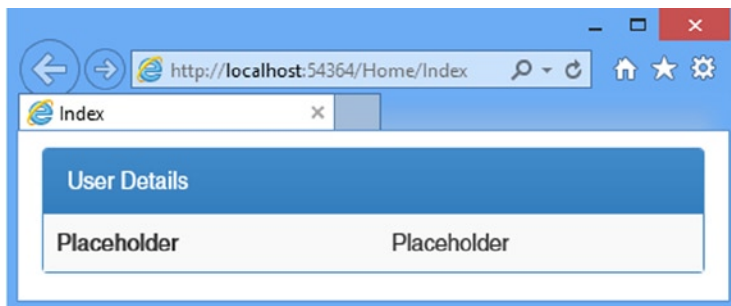 http://localhost:54364/Home/Index
Index
User Details
Placeholder Placeholder